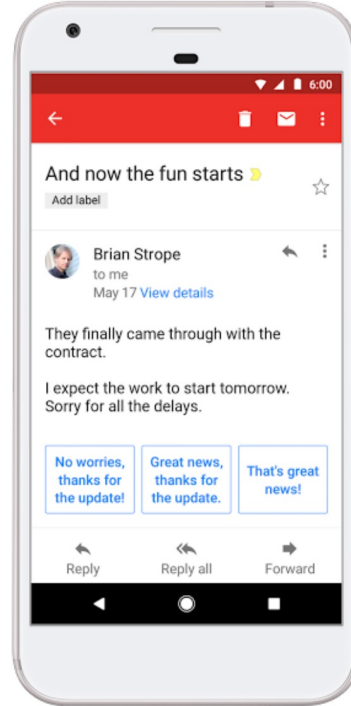 6:00
And now the fun starts
Add label
Brian Strope
to me
May 17 View details
They finally came through with the
contract.
I expect the work to start tomorrow.
Sorry for all the delays.
No worries,
thanks for
the update!
Great news,
thanks for
the update.
That's great
news!
Reply
Reply all
Forward